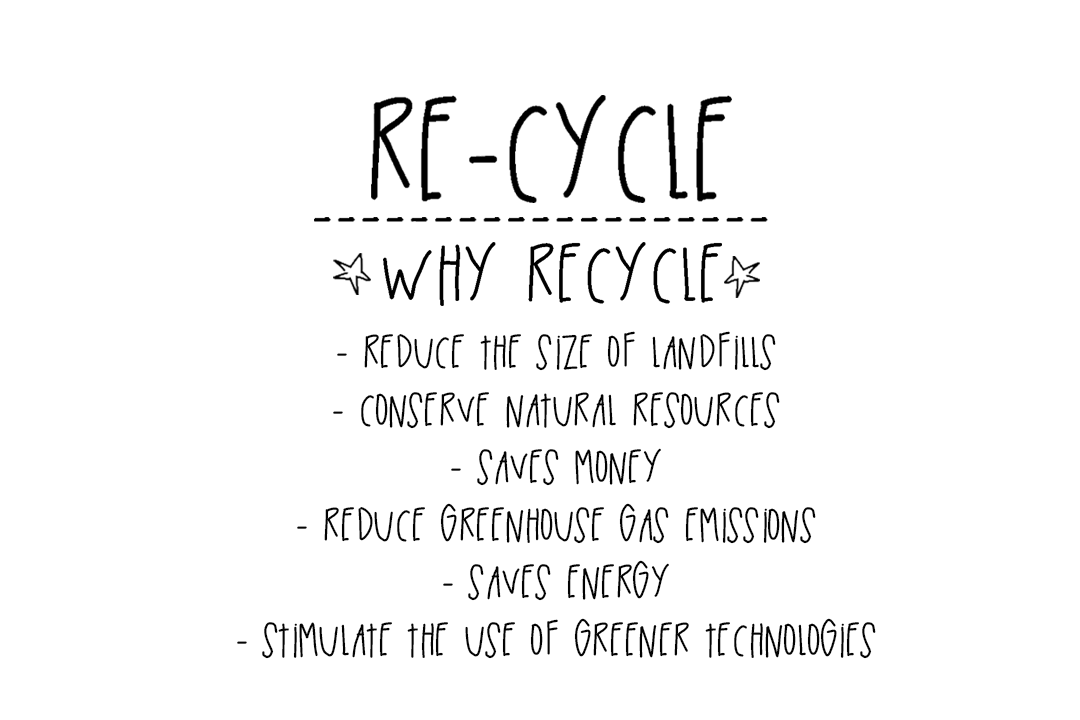 RE-CYCLE
WHY RECYCLE
- REDUCE THE SIZE OF LANDFILLS
- CONSERVE NATURAL RESOURCES
- SAVES MONEY
- REDUCE GREENHOUSE GAS EMISSIONS
- SAVES ENERGY
- STIMULATE THE USE OF GREENER TECHNOLOGIES